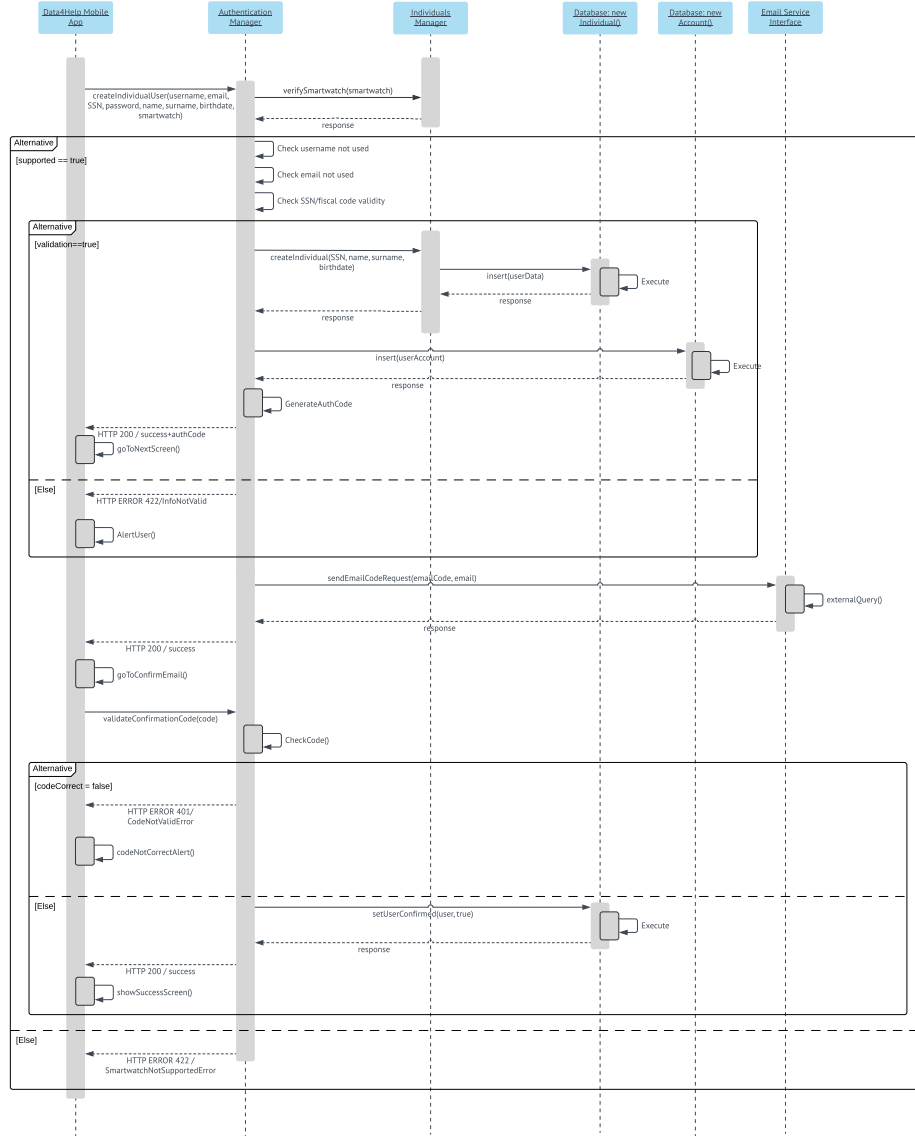 Data4Help Mobile
App
Authentication
Manager
Individuals
Manager
Database: new
Individual()
Database: new
Account()
Email Service
Interface
createIndividualUser(username, email,
SSN, password, name, surname, birthdate,
smartwatch)
verifySmartwatch(smartwatch)
response
Alternative
[supported == true]
Check username not used
Check email not used
Check SSN/fiscal code validity
Alternative
[validation==true]
createIndividual(SSN, name, surname,
birthdate)
insert(userData)
Execute
response
response
insert(userAccount)
Execute
response
GenerateAuthCode
HTTP 200 / success+authCode
goToNextScreen()
[Else]
HTTP ERROR 422/InfoNotValid
AlertUser()
sendEmailCodeRequest(emailCode, email)
externalQuery()
response
HTTP 200 / success
goToConfirmEmail()
validateConfirmationCode(code)
CheckCode()
Alternative
[codeCorrect = false]
HTTP ERROR 401/
CodeNotValidError
codeNotCorrectAlert()
[Else]
setUserConfirmed(user, true)
Execute
response
HTTP 200 / success
showSuccessScreen()
[Else]
HTTP ERROR 422 /
SmartwatchNotSupportedError